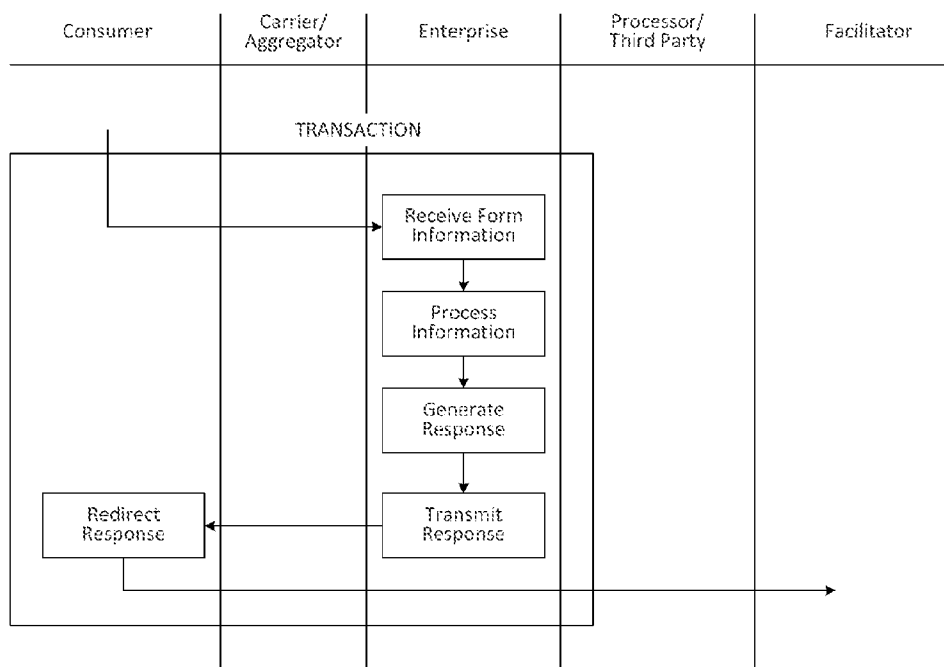 Consumer
Carrier/
Aggregator
Enterprise
Processor/
Third Party
Facilitator
TRANSACTION
Receive Form
Information
Process
Information
Generate
Response
Redirect
Response
Transmit
Response